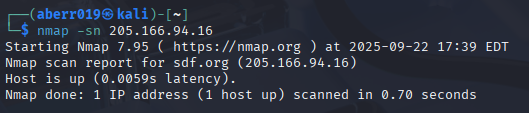 ┌──(aberr019㉿kali)-[~]
└─$ nmap -sn 205.166.94.16
Starting Nmap 7.95 ( https://nmap.org ) at 2025-09-22 17:39 EDT
Nmap scan report for sdf.org (205.166.94.16)
Host is up (0.0059s latency).
Nmap done: 1 IP address (1 host up) scanned in 0.70 seconds